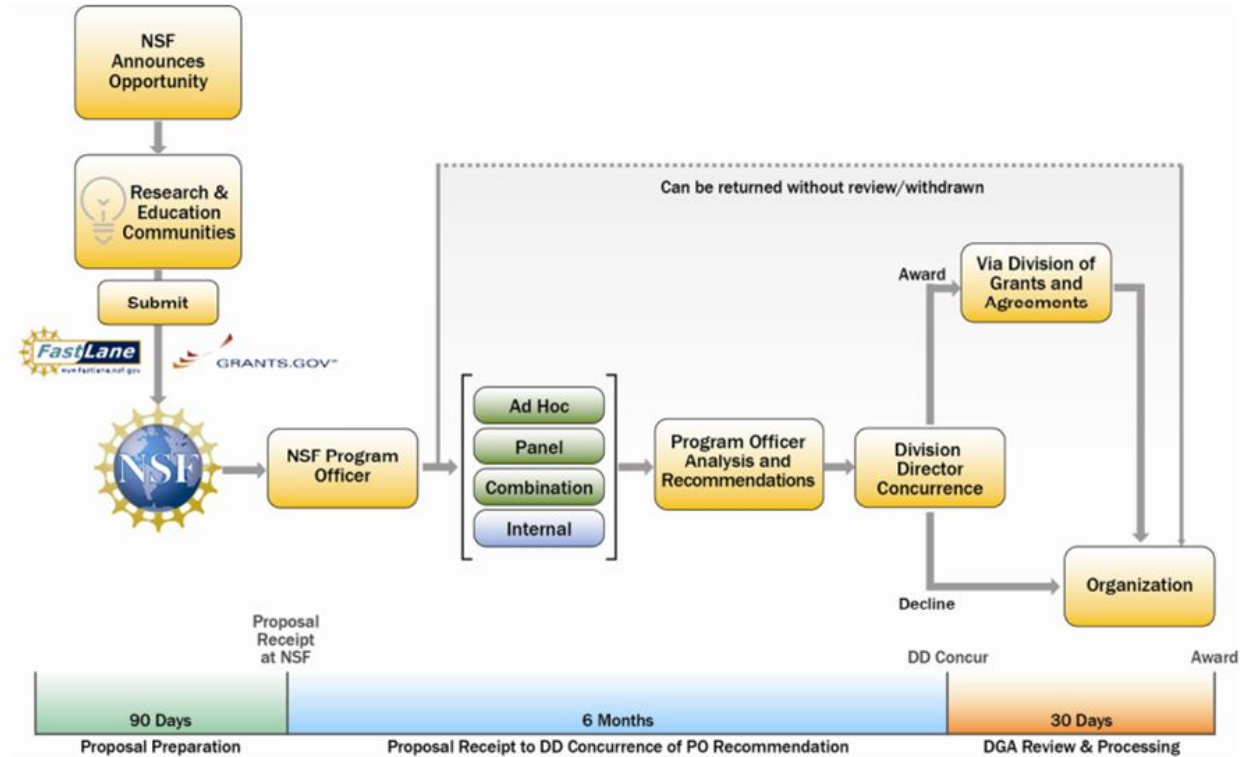 NSF
Announces
Opportunity
Research &
Education
Communities
Submit
FastLane
www.fastlane.nsf.gov
GRANTS.GOV℠
NSF
NSF Program
Officer
Can be returned without review/withdrawn
Ad Hoc
Panel
Combination
Internal
Program Officer
Analysis and
Recommendations
Division
Director
Concurrence
Award
Via Division of
Grants and
Agreements
Decline
Organization
Proposal
Receipt
at NSF
DD Concur
Award
90 Days
6 Months
30 Days
Proposal Preparation
Proposal Receipt to DD Concurrence of PO Recommendation
DGA Review & Processing